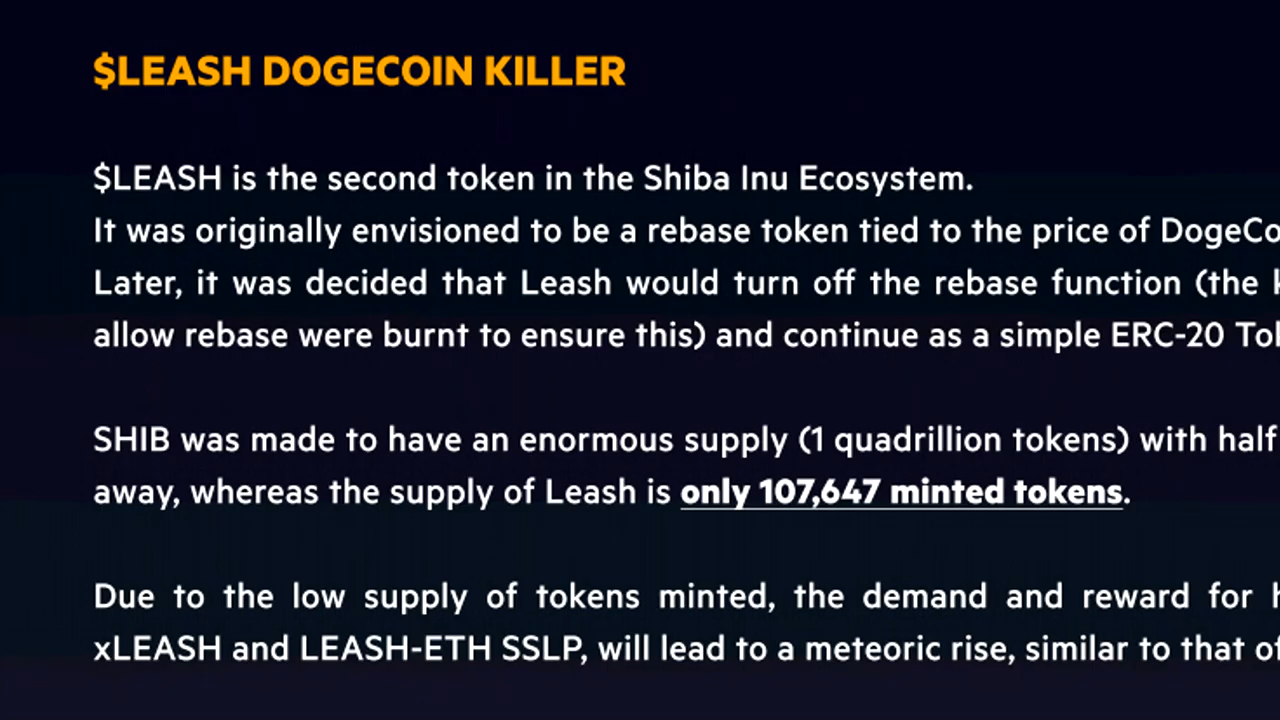 $LEASH DOGECOIN KILLER
$LEASH is the second token in the Shiba Inu Ecosystem.
It was originally envisioned to be a rebase token tied to the price of DogeCo
Later, it was decided that Leash would turn off the rebase function (the
allow rebase were burnt to ensure this) and continue as a simple ERC-20 To
SHIB was made to have an enormous supply (1 quadrillion tokens) with half
away, whereas the supply of Leash is only 107,647 minted tokens.
Due to the low supply of tokens minted, the demand and reward for
xLEASH and LEASH-ETH SSLP, will lead to a meteoric rise, similar to that of